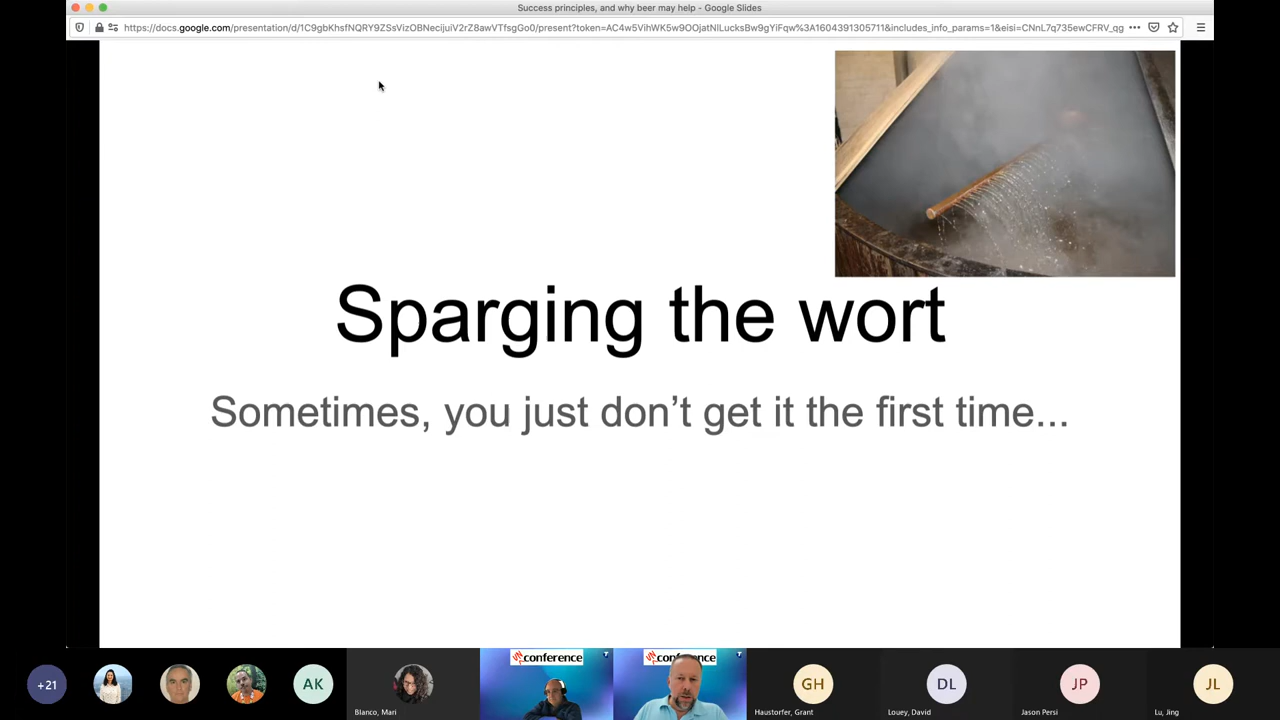 Success principles, and why beer may help - Google Slides
https://docs.google.com/presentation/d/1C9gbKhsfNQRY9ZSsVizOBNecijuiV2rZ8awVTfsgGo0/present?token=AC4w5VihWK5w9OOjatNlLucksBw9gYiFqw%3A1604391305711&includes_info_params=1&eisi=CNnL7q735ewCFRV_qg
Sparging the wort
Sometimes, you just don’t get it the first time...
+21
AK
Blanco, Mari
conference
conference
GH
Haustorfer, Grant
DL
Louey, David
JP
Jason Persi
JL
Lu, Jing